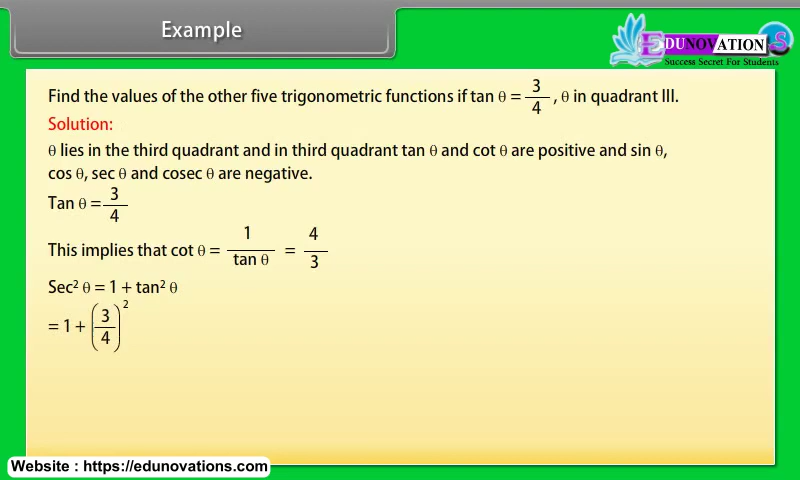 Example
EDUNOVATIONS
Success Secret For Students
Find the values of the other five trigonometric functions if tan θ = 3/4 , θ in quadrant III.
Solution:
θ lies in the third quadrant and in third quadrant tan θ and cot θ are positive and sin θ,
cos θ, sec θ and cosec θ are negative.
Tan θ = 3/4
This implies that cot θ = 1/tan θ = 4/3
Sec² θ = 1 + tan² θ
= 1 + (3/4)²
Website : https://edunovations.com